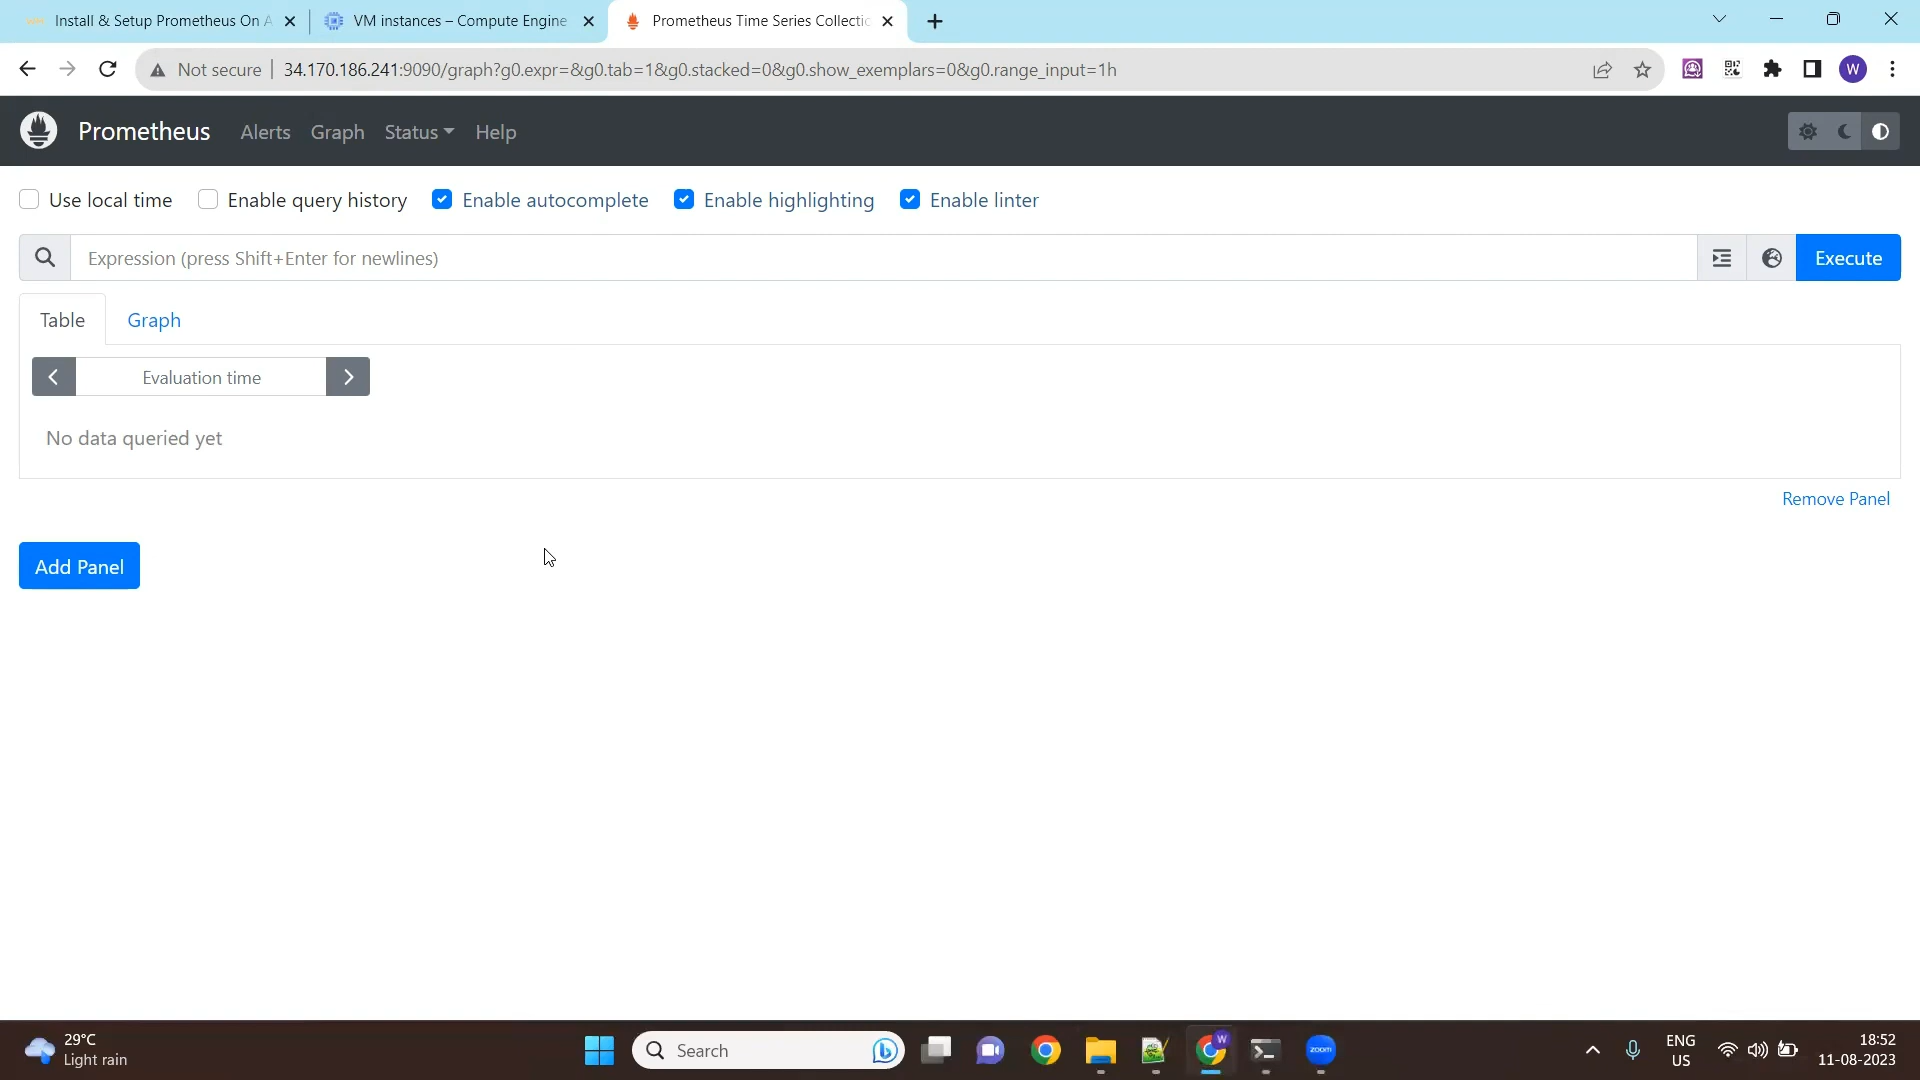 Install & Setup Prometheus On A
VM instances – Compute Engine
Prometheus Time Series Collectic
Not secure
34.170.186.241:9090/graph?g0.expr=&g0.tab=1&g0.stacked=0&g0.show_exemplars=0&g0.range_input=1h
W
Prometheus
Alerts
Graph
Status
Help
Use local time
Enable query history
Enable autocomplete
Enable highlighting
Enable linter
Expression (press Shift+Enter for newlines)
Execute
Table
Graph
Evaluation time
No data queried yet
Remove Panel
Add Panel
29°C
Light rain
Search
W
zoom
ENG
US
18:52
11-08-2023